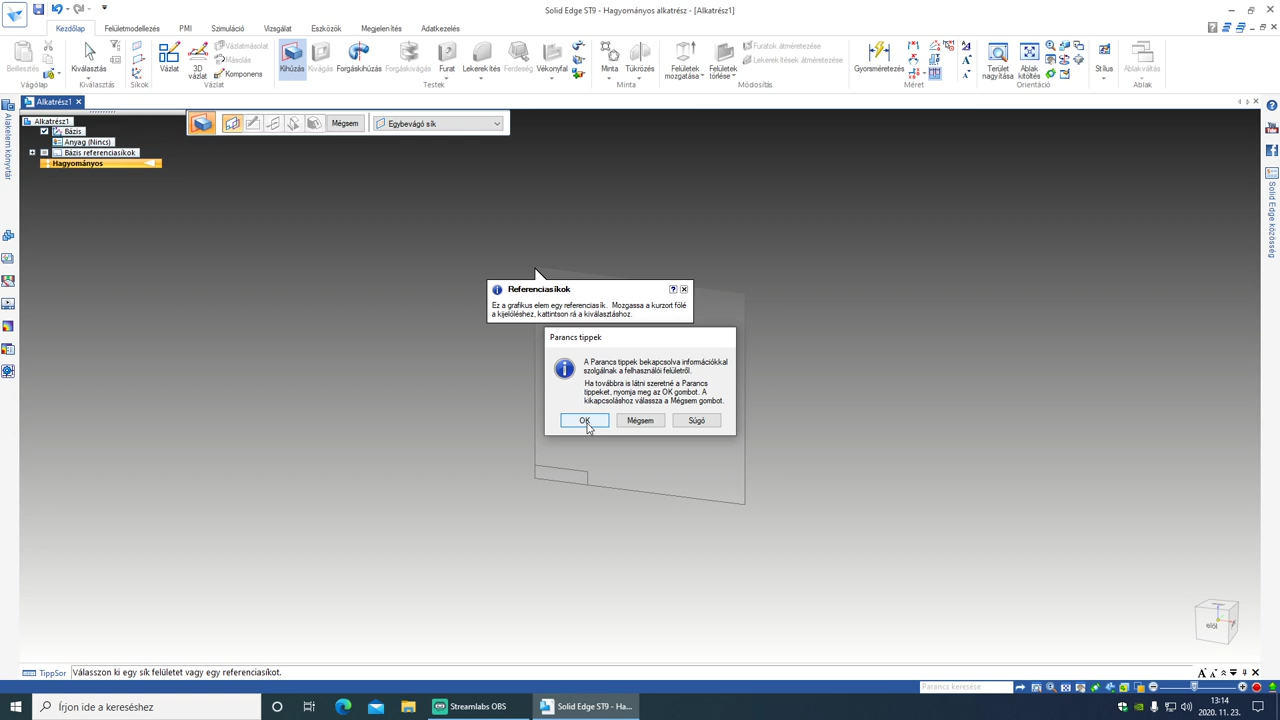 Solid Edge ST9 - Hagyományos alkatrész - [Alkatrész1]
Kezdőlap
Felületmodellezés
PMI
Szimuláció
Vizsgálat
Eszközök
Megjelenítés
Adatkezelés
Beillesztés
Vágólap
Kiválasztás
Kiválasztás
Síkok
Vázlat
3D vázlat
Vázlatmásolat
Másolás
Komponens
Vázlat
Kihúzás
Kivágás
Forgáskihúzás
Forgáskivágás
Furat
Lekerekítés
Ferdeség
Vékonyfal
Testek
Minta
Tükrözés
Minta
Felületek mozgatása
Felületek törlése
Furatok átméretezése
Lekerekítések átméretezése
Módosítás
Gyorsméretezés
Méret
Terület nagyítása
Ablak kitöltés
Orientáció
Stílus
Ablakváltás
Ablak
Alkatrész1
Mégsem
Egybevágó sík
Alkatrész1
Bázis
Anyag (Nincs)
Bázis referenciasíkok
Hagyományos
Alakelem könyvtár
Solid Edge közösség
Referenciasíkok
Ez a grafikus elem egy referenciasík. Mozgassa a kurzort fölé
a kijelöléshez, kattintson rá a kiválasztáshoz.
Parancs tippek
A Parancs tippek bekapcsolva információkkal
szolgálnak a felhasználói felületről.
Ha továbbra is látni szeretné a Parancs
tippeket, nyomja meg az OK gombot. A
kikapcsoláshoz válassza a Mégsem gombot.
OK
Mégsem
Súgó
elöl
TippSor
Válasszon ki egy sík felületet vagy egy referenciasíkot.
Parancs keresése
Írjon ide a kereséshez
Streamlabs OBS
Solid Edge ST9 - Ha...
13:14
2020. 11. 23.